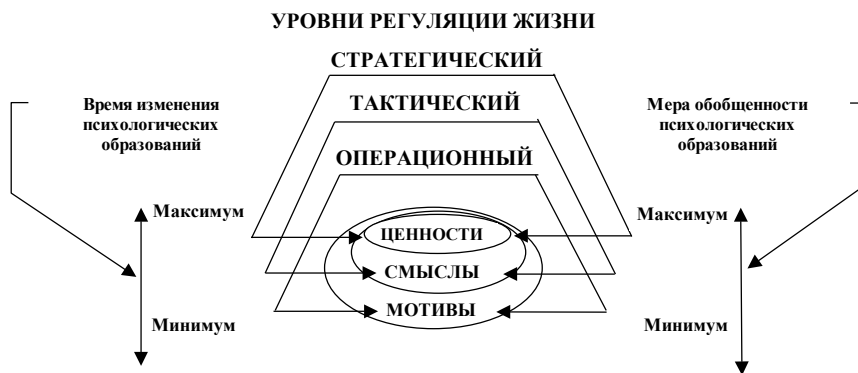 УРОВНИ РЕГУЛЯЦИИ ЖИЗНИ
СТРАТЕГИЧЕСКИЙ
ТАКТИЧЕСКИЙ
ОПЕРАЦИОННЫЙ
Время изменения
психологических
образований
Мера обобщенности
психологических
образований
Максимум
Минимум
ЦЕННОСТИ
СМЫСЛЫ
МОТИВЫ
Максимум
Минимум